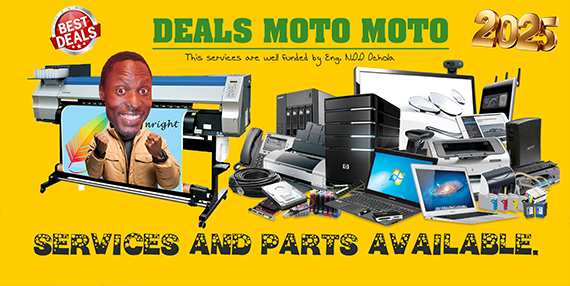 BEST
DEALS
DEALS MOTO MOTO
2025
This services are well funded by Eng. N.O.O Ochola
nright
hp
SERVICES AND PARTS AVAILABLE.